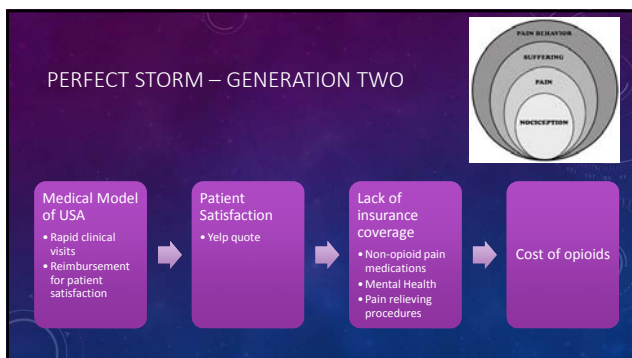 PERFECT STORM – GENERATION TWO
PAIN BEHAVIOR
SUFFERING
PAIN
NOCICEPTION
Medical Model
of USA
• Rapid clinical
visits
• Reimbursement
for patient
satisfaction
Patient
Satisfaction
• Yelp quote
Lack of
insurance
coverage
• Non-opioid pain
medications
• Mental Health
• Pain relieving
procedures
Cost of opioids